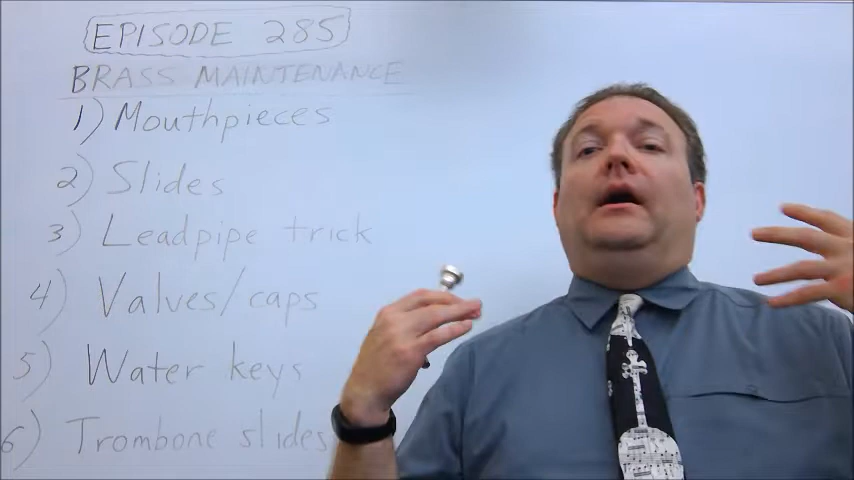 EPISODE 285
BRASS MAINTENANCE
1) Mouthpieces
2) Slides
3) Leadpipe trick
4) Valves/caps
5) Water keys
6) Trombone slides